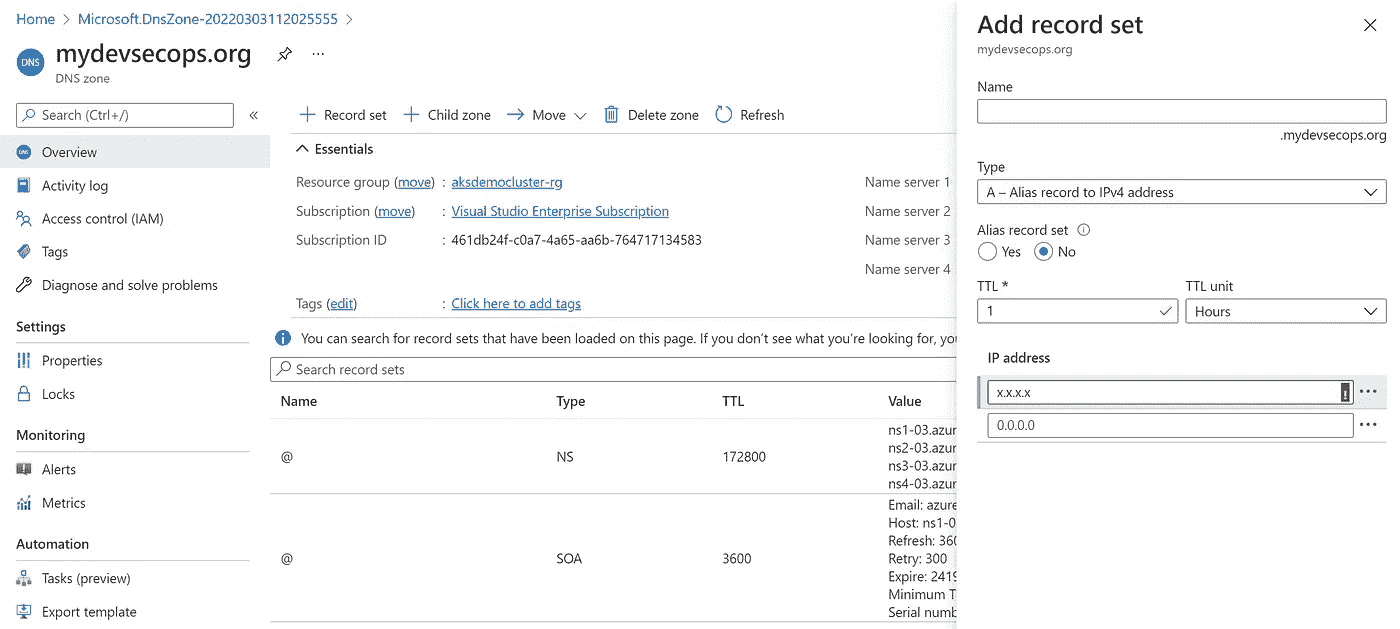 Home > Microsoft.DnsZone-20220303112025555 >
DNS
mydevsecops.org ...
DNS zone
Search (Ctrl+/) «
Overview
Activity log
Access control (IAM)
Tags
Diagnose and solve problems
Settings
Properties
Locks
Monitoring
Alerts
Metrics
Automation
Tasks (preview)
Export template
+ Record set + Child zone → Move Delete zone Refresh
Essentials
Resource group (move) : aksdemocluster-rg Name server 1
Subscription (move) : Visual Studio Enterprise Subscription Name server 2
Subscription ID : 461db24f-c0a7-4a65-aa6b-764717134583 Name server 3
Name server 4
Tags (edit) : Click here to add tags
You can search for record sets that have been loaded on this page. If you don't see what you're looking for, you
Search record sets
Name Type TTL Value
@ NS 172800 ns1-03.azur
ns2-03.azur
ns3-03.azur
ns4-03.azur
@ SOA 3600 Email: azure
Host: ns1-0
Refresh: 360
Retry: 300
Expire: 2419
Minimum T
Serial numb
Add record set
mydevsecops.org
Name
.mydevsecops.org
Type
A – Alias record to IPv4 address
Alias record set
Yes No
TTL * TTL unit
1 Hours
IP address
x.x.x.x ...
0.0.0.0 ...